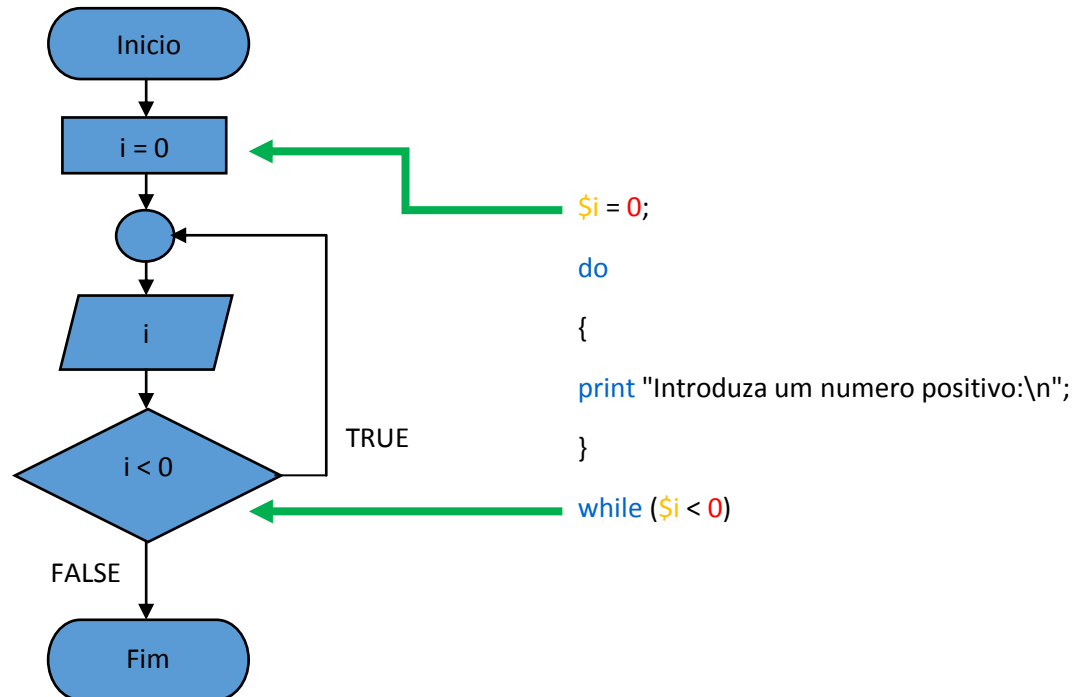 Inicio
i = 0
$i = 0;
do
{
i
print "Introduza um numero positivo:\n";
TRUE
}
i < 0
while ($i < 0)
FALSE
Fim